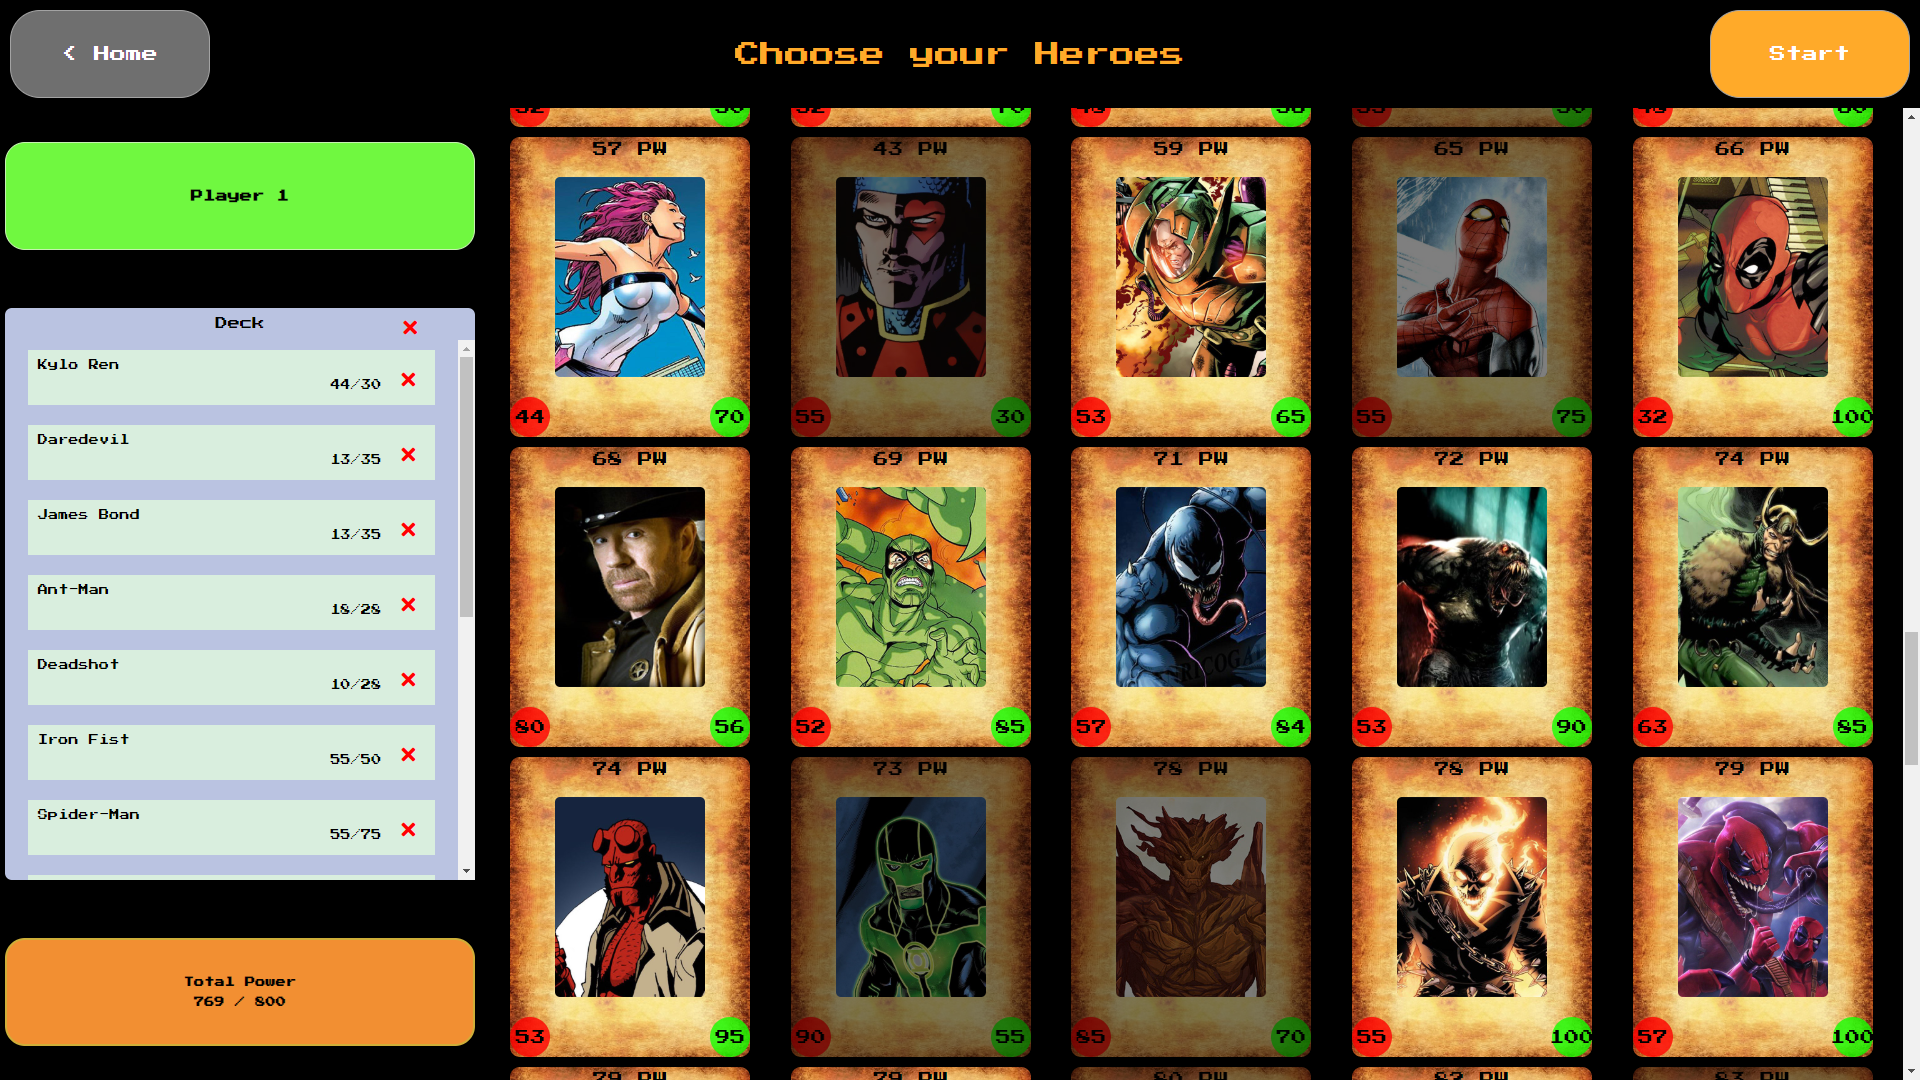 < Home
Choose your Heroes
Start
Player 1
Deck
Kylo Ren
44/30
Daredevil
13/35
James Bond
13/35
Ant-Man
18/28
Deadshot
10/28
Iron Fist
55/50
Spider-Man
55/75
Total Power
769 / 800
57 PW
43 PW
59 PW
65 PW
66 PW
44
70
55
30
53
65
55
75
32
100
68 PW
69 PW
71 PW
72 PW
74 PW
80
56
52
85
57
84
53
90
63
85
74 PW
73 PW
78 PW
78 PW
79 PW
53
95
90
55
85
70
55
100
57
100